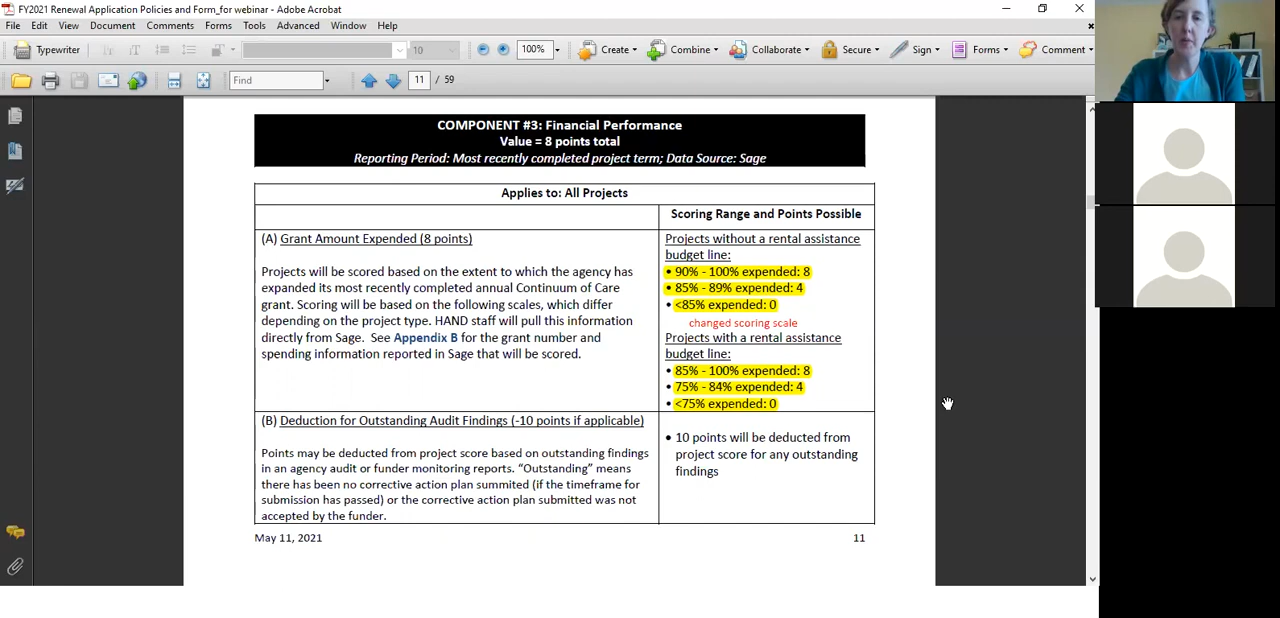 FY2021 Renewal Application Policies and Form_for webinar - Adobe Acrobat
File Edit View Document Comments Forms Tools Advanced Window Help
Typewriter 10 100% Create Combine Collaborate Secure Sign Forms Comment
Find 11 / 59
COMPONENT #3: Financial Performance
Value = 8 points total
Reporting Period: Most recently completed project term; Data Source: Sage
Applies to: All Projects
Scoring Range and Points Possible
(A) Grant Amount Expended (8 points)
Projects will be scored based on the extent to which the agency has
expanded its most recently completed annual Continuum of Care
grant. Scoring will be based on the following scales, which differ
depending on the project type. HAND staff will pull this information
directly from Sage. See Appendix B for the grant number and
spending information reported in Sage that will be scored.
Projects without a rental assistance
budget line:
• 90% - 100% expended: 8
• 85% - 89% expended: 4
• <85% expended: 0
changed scoring scale
Projects with a rental assistance
budget line:
• 85% - 100% expended: 8
• 75% - 84% expended: 4
• <75% expended: 0
(B) Deduction for Outstanding Audit Findings (-10 points if applicable)
Points may be deducted from project score based on outstanding findings
in an agency audit or funder monitoring reports. “Outstanding” means
there has been no corrective action plan summited (if the timeframe for
submission has passed) or the corrective action plan submitted was not
accepted by the funder.
• 10 points will be deducted from
project score for any outstanding
findings
May 11, 2021 11